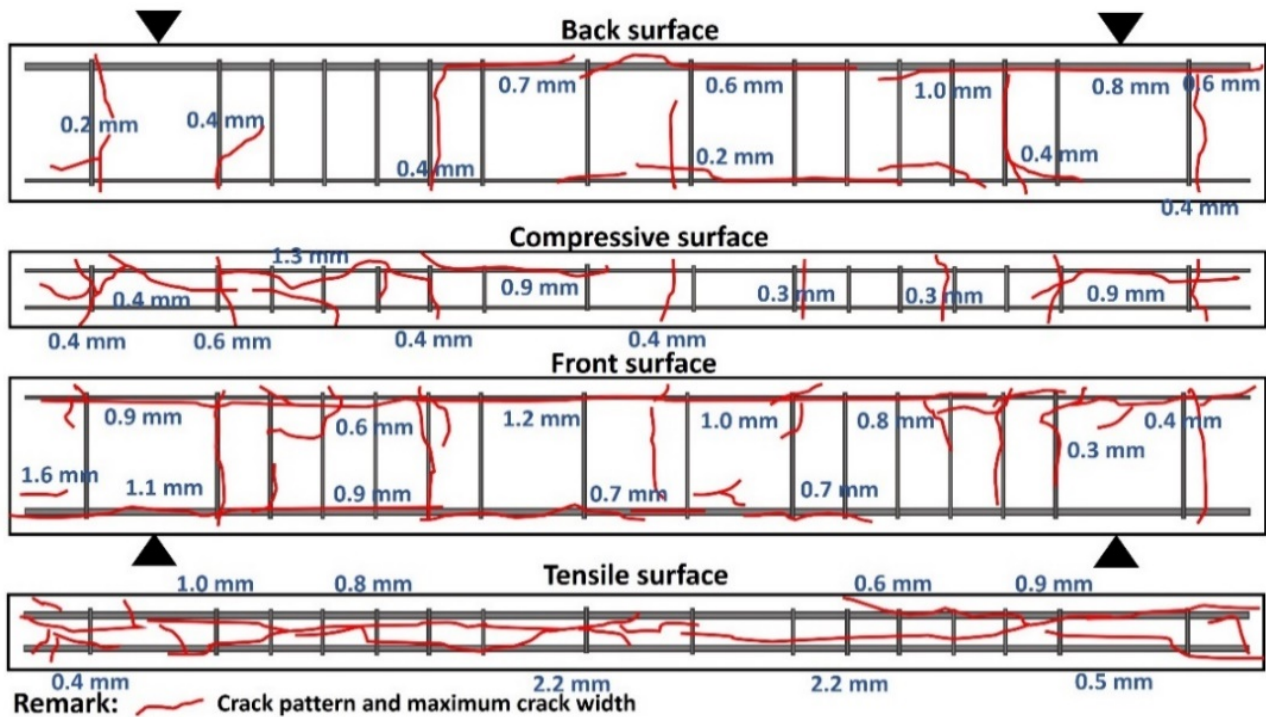 Back surface
0.7 mm 0.6 mm 1.0 mm 0.8 mm 0.6 mm
0.2 mm 0.4 mm
0.4 mm 0.2 mm 0.4 mm
0.4 mm
Compressive surface
1.3 mm
0.4 mm 0.9 mm 0.3 mm 0.3 mm 0.9 mm
0.4 mm 0.6 mm 0.4 mm 0.4 mm
Front surface
0.9 mm 0.6 mm 1.2 mm 1.0 mm 0.8 mm 0.4 mm
0.3 mm
1.6 mm 1.1 mm 0.9 mm 0.7 mm 0.7 mm
Tensile surface
1.0 mm 0.8 mm 0.6 mm 0.9 mm
0.4 mm 2.2 mm 2.2 mm 0.5 mm
Remark: Crack pattern and maximum crack width